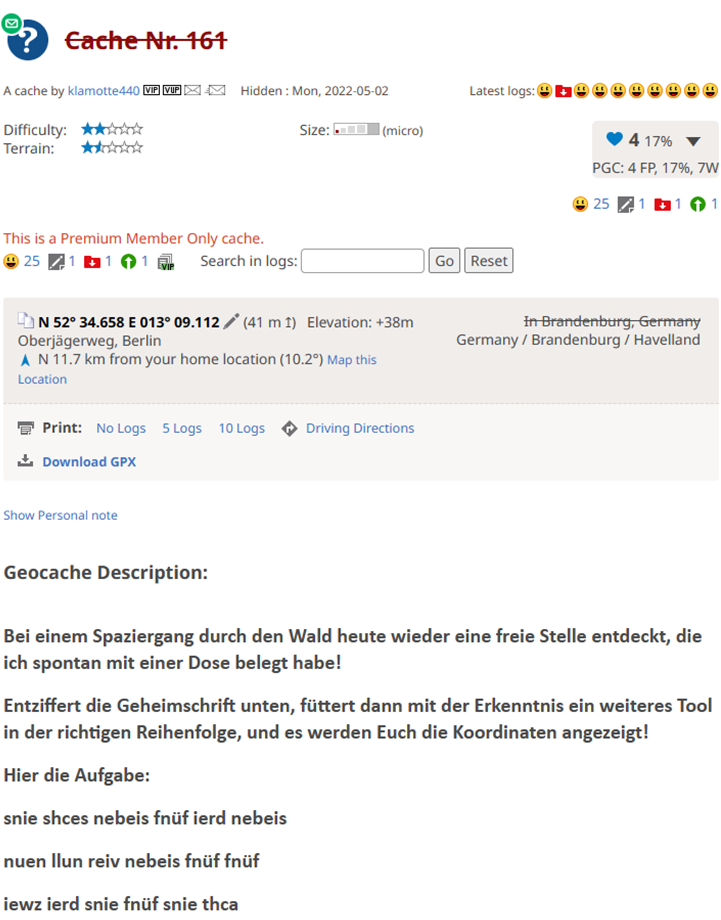 Cache Nr. 161
A cache by klamotte440 VIP VUP Hidden : Mon, 2022-05-02 Latest logs:
Difficulty: Size: (micro)
Terrain:
4 17%
PGC: 4 FP, 17%, 7W
25 1 1 1
This is a Premium Member Only cache.
25 1 1 1 VIP Search in logs: Go Reset
N 52° 34.658 E 013° 09.112 (41 m ) Elevation: +38m In Brandenburg, Germany
Oberjägerweg, Berlin Germany / Brandenburg / Havelland
N 11.7 km from your home location (10.2°) Map this
Location
Print: No Logs 5 Logs 10 Logs Driving Directions
Download GPX
Show Personal note
Geocache Description:
Bei einem Spaziergang durch den Wald heute wieder eine freie Stelle entdeckt, die
ich spontan mit einer Dose belegt habe!
Entziffert die Geheimschrift unten, füttert dann mit der Erkenntnis ein weiteres Tool
in der richtigen Reihenfolge, und es werden Euch die Koordinaten angezeigt!
Hier die Aufgabe:
snie shces nebeis fnüf ierd nebeis
nuen llun reiv nebeis fnüf fnüf
iewz ierd snie fnüf snie thca